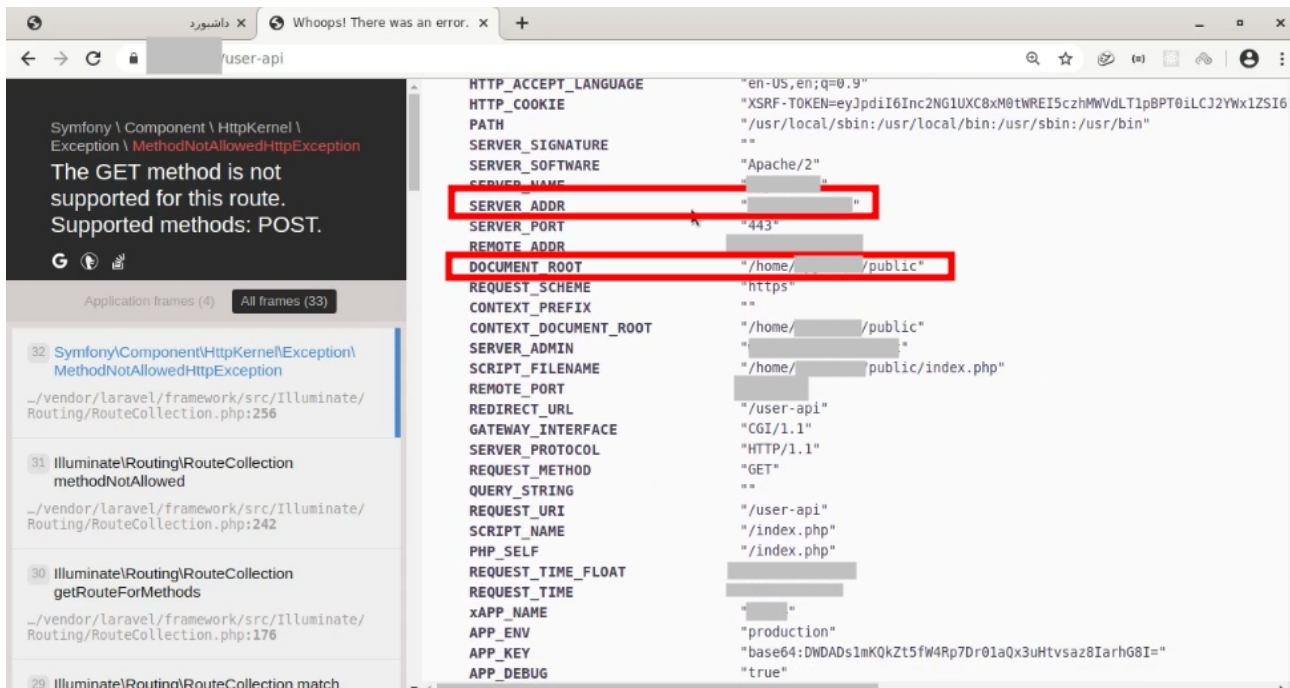 داشبورد
Whoops! There was an error.
/user-api
Symfony \ Component \ HttpKernel \
Exception \ MethodNotAllowedHttpException
The GET method is not
supported for this route.
Supported methods: POST.
Application frames (4) All frames (33)
32 Symfony\Component\HttpKernel\Exception\
MethodNotAllowedHttpException
…/vendor/laravel/framework/src/Illuminate/
Routing/RouteCollection.php:256
31 Illuminate\Routing\RouteCollection
methodNotAllowed
…/vendor/laravel/framework/src/Illuminate/
Routing/RouteCollection.php:242
30 Illuminate\Routing\RouteCollection
getRouteForMethods
…/vendor/laravel/framework/src/Illuminate/
Routing/RouteCollection.php:176
29 Illuminate\Routing\RouteCollection match
HTTP_ACCEPT_LANGUAGE "en-US,en;q=0.9"
HTTP_COOKIE "XSRF-TOKEN=eyJpdiI6Inc2NG1UXC8xM0tWREI5czhMWVdLT1pBPT0iLCJ2YWx1ZSI6
PATH "/usr/local/sbin:/usr/local/bin:/usr/sbin:/usr/bin"
SERVER_SIGNATURE ""
SERVER_SOFTWARE "Apache/2"
SERVER_NAME " "
SERVER_ADDR " "
SERVER_PORT "443"
REMOTE_ADDR
DOCUMENT_ROOT "/home/ /public"
REQUEST_SCHEME "https"
CONTEXT_PREFIX ""
CONTEXT_DOCUMENT_ROOT "/home/ /public"
SERVER_ADMIN " "
SCRIPT_FILENAME "/home/ public/index.php"
REMOTE_PORT
REDIRECT_URL "/user-api"
GATEWAY_INTERFACE "CGI/1.1"
SERVER_PROTOCOL "HTTP/1.1"
REQUEST_METHOD "GET"
QUERY_STRING ""
REQUEST_URI "/user-api"
SCRIPT_NAME "/index.php"
PHP_SELF "/index.php"
REQUEST_TIME_FLOAT
REQUEST_TIME
xAPP_NAME " "
APP_ENV "production"
APP_KEY "base64:DWDADs1mKQkZt5fW4Rp7Dr01aQx3uHtvsaz8IarhG8I="
APP_DEBUG "true"